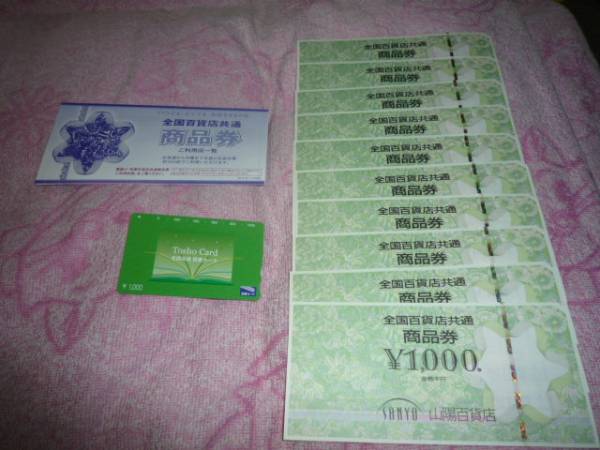 全国百貨店共通
商品券
ご利用店一覧
Tosho Card
全国共通図書カード
¥1,000
全国百貨店共通
商品券
全国百貨店共通
商品券
全国百貨店共通
商品券
全国百貨店共通
商品券
全国百貨店共通
商品券
全国百貨店共通
商品券
全国百貨店共通
商品券
全国百貨店共通
商品券
全国百貨店共通
商品券
全国百貨店共通
商品券
¥1,000
SANYO 山陽百貨店